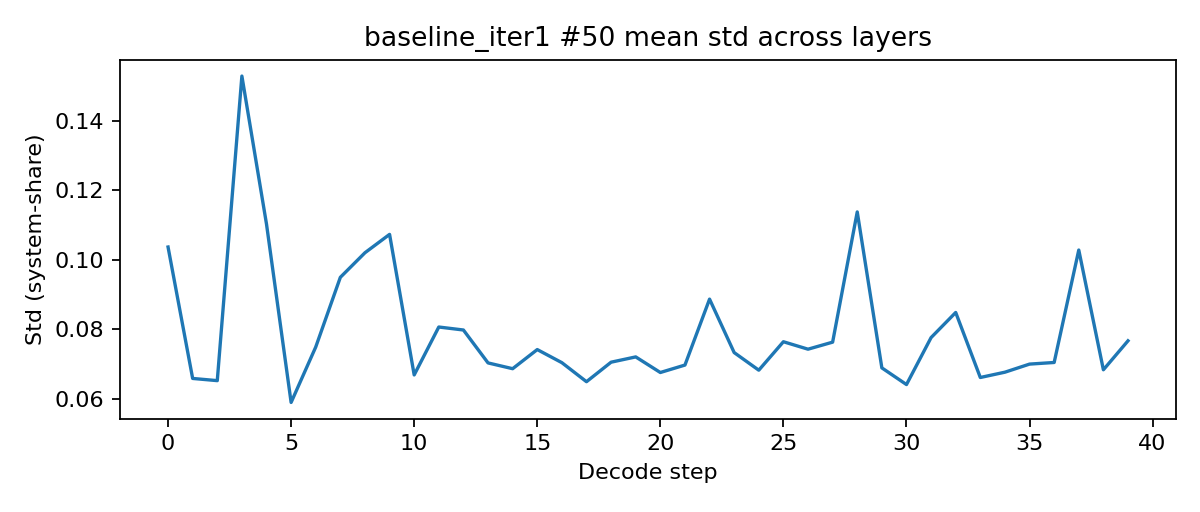 baseline_iter1 #50 mean std across layers
Std (system-share)
0.14
0.12
0.10
0.08
0.06
0 5 10 15 20 25 30 35 40
Decode step